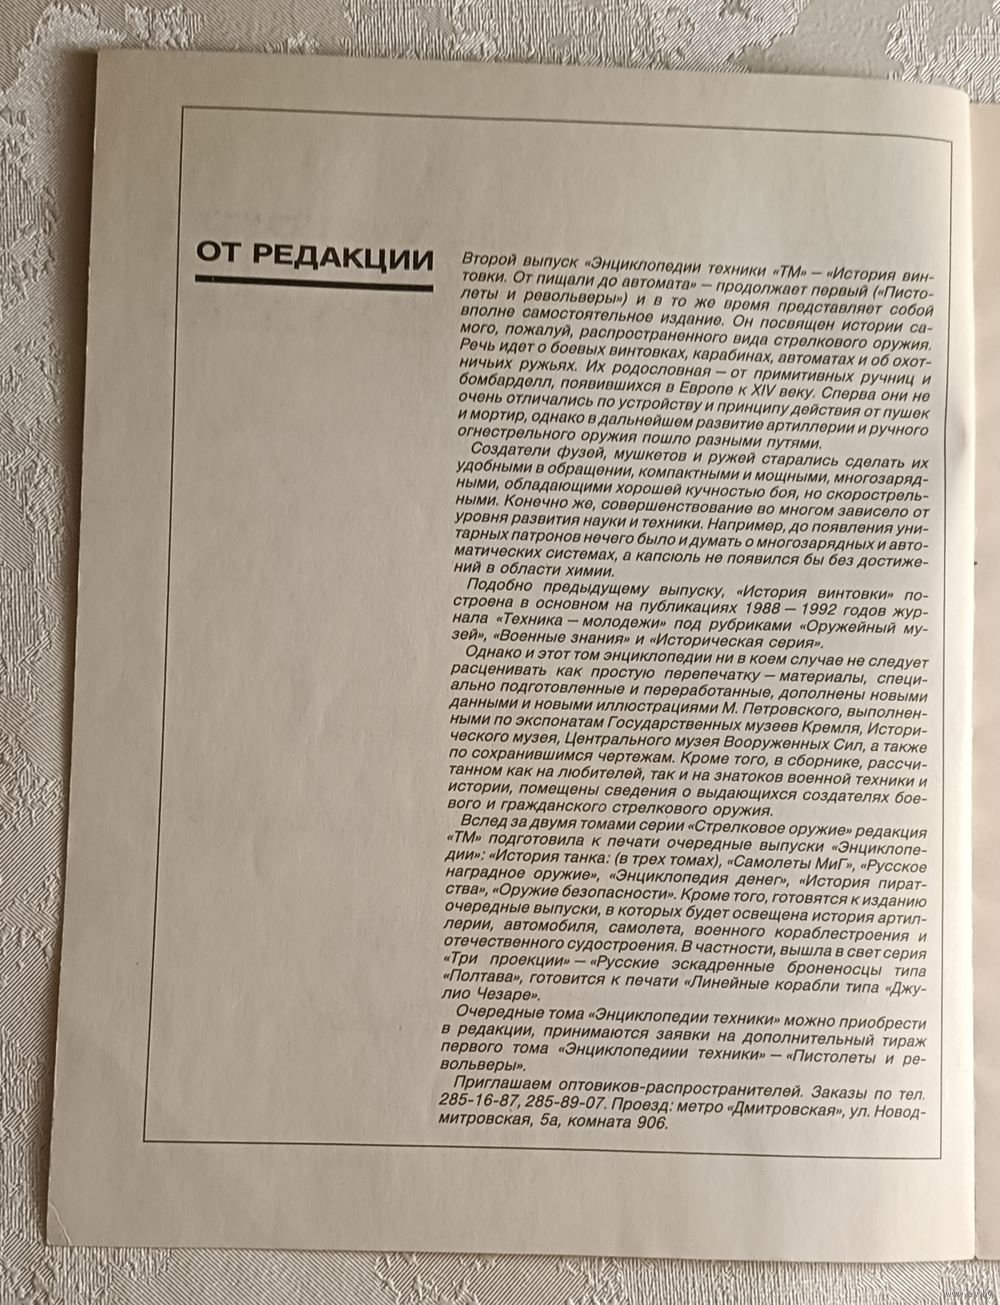 ОТ РЕДАКЦИИ
Второй выпуск «Энциклопедии техники «ТМ» — «История вин-
товки. От пищали до автомата» — продолжает первый («Писто-
леты и револьверы») и в то же время представляет собой
вполне самостоятельное издание. Он посвящен истории са-
мого, пожалуй, распространенного вида стрелкового оружия.
Речь идет о боевых винтовках, карабинах, автоматах и об охот-
ничьих ружьях. Их родословная — от примитивных ручниц и
бомбарделл, появившихся в Европе к XIV веку. Сперва они не
очень отличались по устройству и принципу действия от пушек
и мортир, однако в дальнейшем развитие артиллерии и ручного
огнестрельного оружия пошло разными путями.
Создатели фузей, мушкетов и ружей старались сделать их
удобными в обращении, компактными и мощными, многозаряд-
ными, обладающими хорошей кучностью боя, но скорострель-
ными. Конечно же, совершенствование во многом зависело от
уровня развития науки и техники. Например, до появления уни-
тарных патронов нечего было и думать о многозарядных и авто-
матических системах, а капсюль не появился бы без достиже-
ний в области химии.
Подобно предыдущему выпуску, «История винтовки» по-
строена в основном на публикациях 1988 — 1992 годов жур-
нала «Техника — молодежи» под рубриками «Оружейный му-
зей», «Военные знания» и «Историческая серия».
Однако и этот том энциклопедии ни в коем случае не следует
расценивать как простую перепечатку — материалы, специ-
ально подготовленные и переработанные, дополнены новыми
данными и новыми иллюстрациями М. Петровского, выполнен-
ными по экспонатам Государственных музеев Кремля, Истори-
ческого музея, Центрального музея Вооруженных Сил, а также
по сохранившимся чертежам. Кроме того, в сборнике, рассчи-
танном как на любителей, так и на знатоков военной техники и
истории, помещены сведения о выдающихся создателях бое-
вого и гражданского стрелкового оружия.
Вслед за двумя томами серии «Стрелковое оружие» редакция
«ТМ» подготовила к печати очередные выпуски «Энциклопе-
дии»: «История танка: (в трех томах), «Самолеты МиГ», «Русское
наградное оружие», «Энциклопедия денег», «История пират-
ства», «Оружие безопасности». Кроме того, готовятся к изданию
очередные выпуски, в которых будет освещена история артил-
лерии, автомобиля, самолета, военного кораблестроения и
отечественного судостроения. В частности, вышла в свет серия
«Три проекции» — «Русские эскадренные броненосцы типа
«Полтава», готовится к печати «Линейные корабли типа «Джу-
лио Чезаре».
Очередные тома «Энциклопедии техники» можно приобрести
в редакции, принимаются заявки на дополнительный тираж
первого тома «Энциклопедиии техники» — «Пистолеты и ре-
вольверы».
Приглашаем оптовиков-распространителей. Заказы по тел.
285-16-87, 285-89-07. Проезд: метро «Дмитровская», ул. Новод-
митровская, 5а, комната 906.